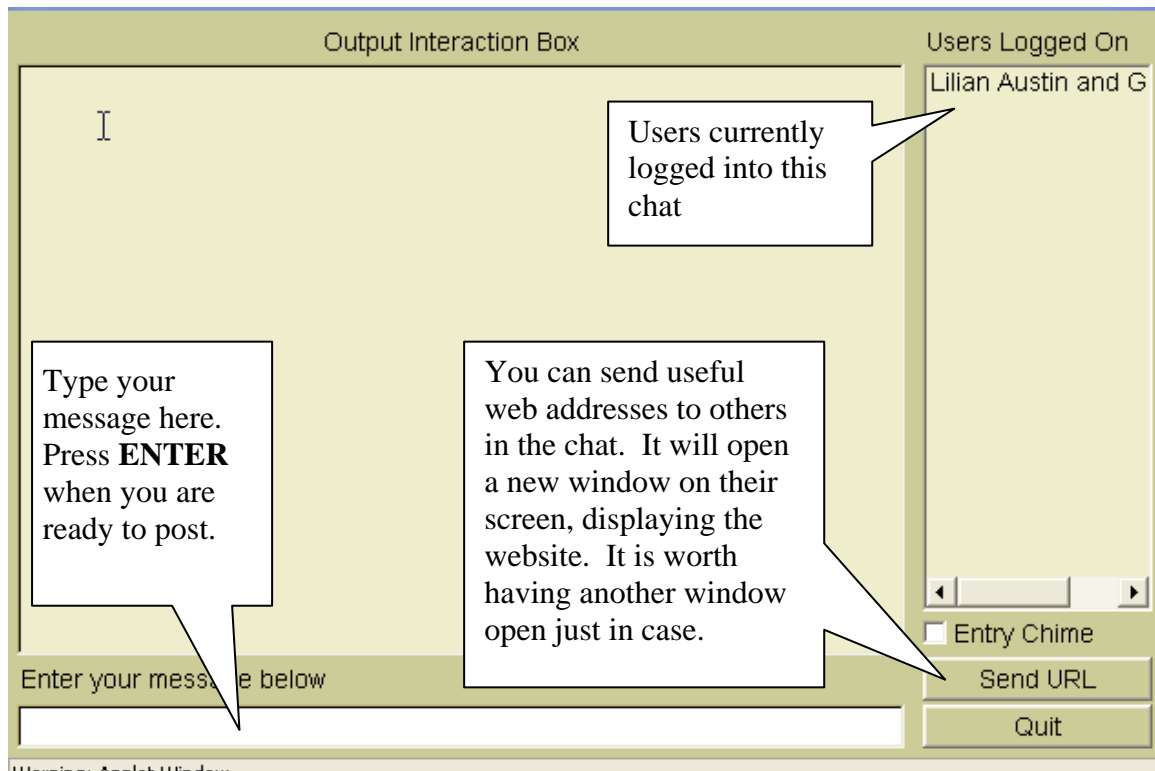 Output Interaction Box
Users Logged On
Lilian Austin and G
Users currently
logged into this
chat
Type your
message here.
Press ENTER
when you are
ready to post.
You can send useful
web addresses to others
in the chat. It will open
a new window on their
screen, displaying the
website. It is worth
having another window
open just in case.
Entry Chime
Enter your message below
Send URL
Quit